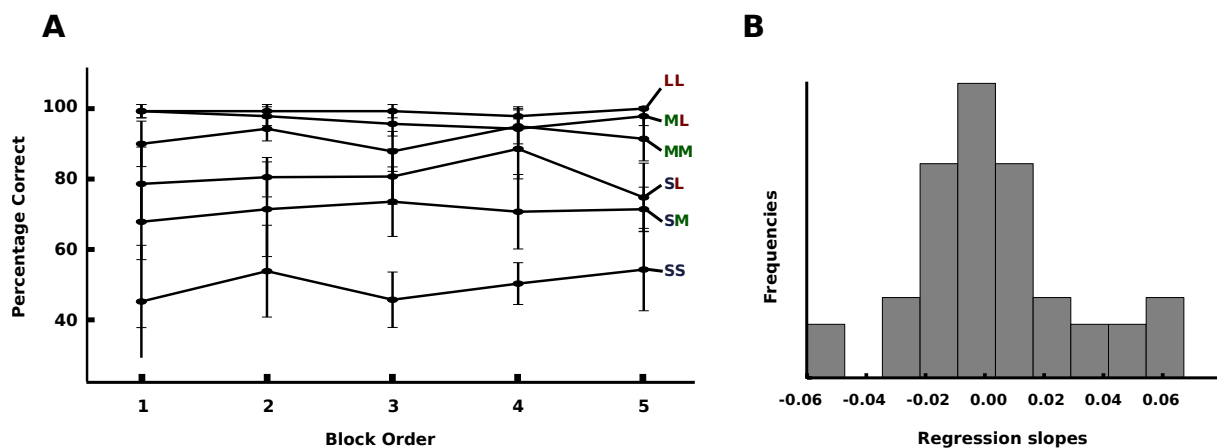 A
Percentage Correct
100
80
60
40
LL
ML
MM
SL
SM
SS
1 2 3 4 5
Block Order
B
Frequencies
-0.06 -0.04 -0.02 0.00 0.02 0.04 0.06
Regression slopes